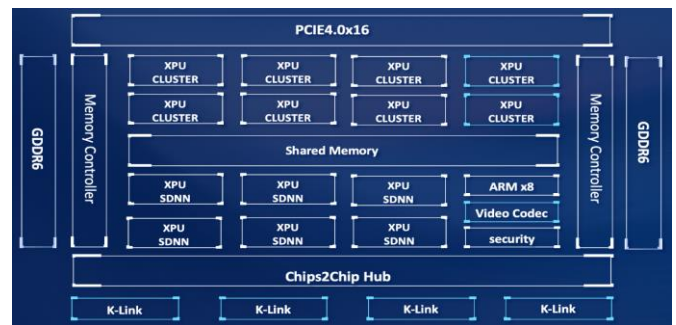 PCIE4.0x16
GDDR6
Memory Controller
XPU
CLUSTER
XPU
CLUSTER
XPU
CLUSTER
XPU
CLUSTER
XPU
CLUSTER
XPU
CLUSTER
XPU
CLUSTER
XPU
CLUSTER
Shared Memory
XPU
SDNN
XPU
SDNN
XPU
SDNN
ARM x8
Video Codec
XPU
SDNN
XPU
SDNN
XPU
SDNN
security
Memory Controller
GDDR6
Chips2Chip Hub
K-Link
K-Link
K-Link
K-Link